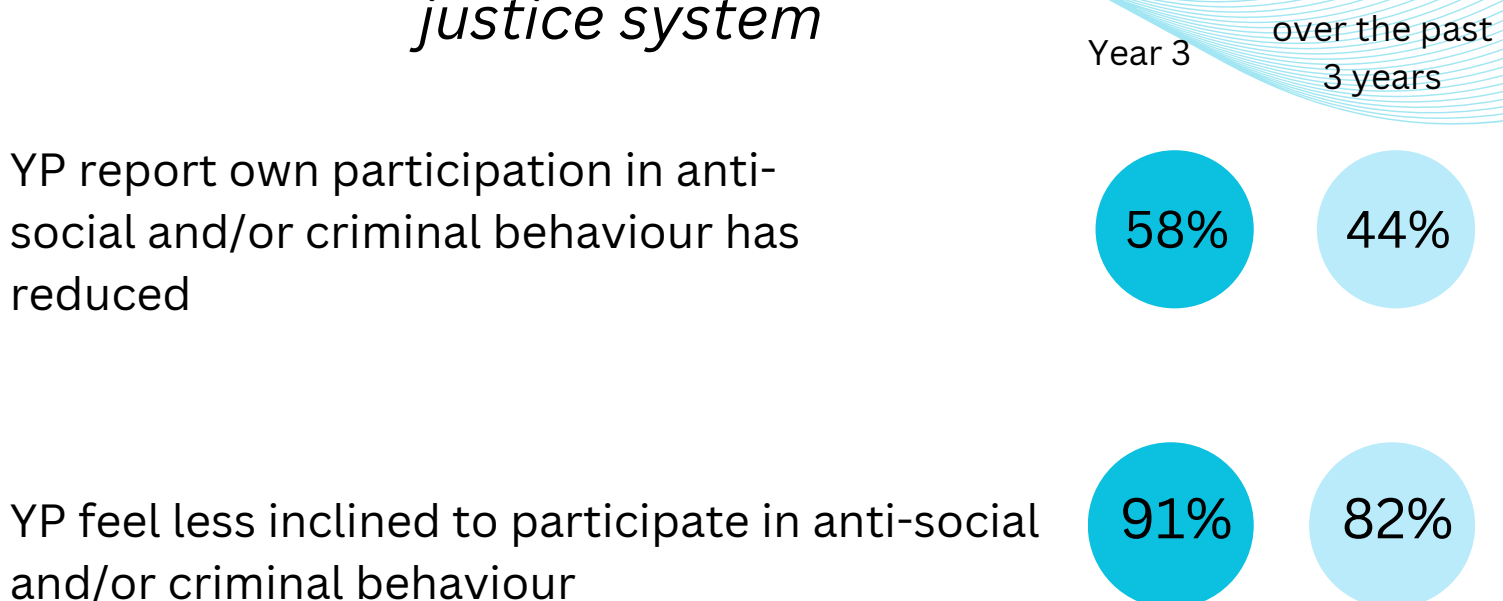 justice system
Year 3
over the past
3 years
YP report own participation in anti-
social and/or criminal behaviour has
reduced
58%
44%
YP feel less inclined to participate in anti-social
and/or criminal behaviour
91%
82%